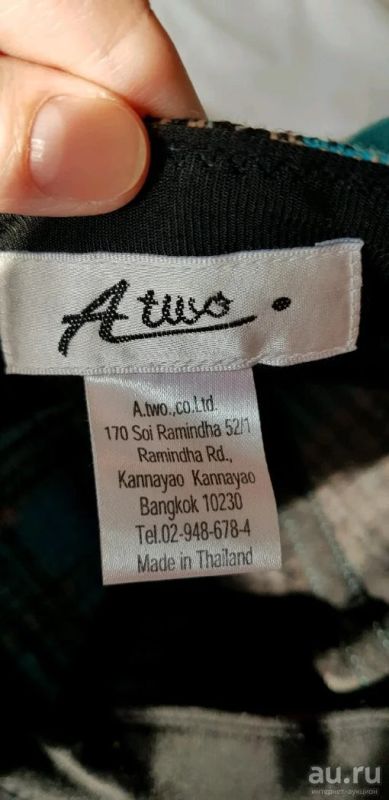 A two.
A.two.,co.Ltd.
170 Soi Ramindha 52/1
Ramindha Rd.,
Kannayao Kannayao
Bangkok 10230
Tel.02-948-678-4
Made in Thailand
au.ru
интернет-аукцион